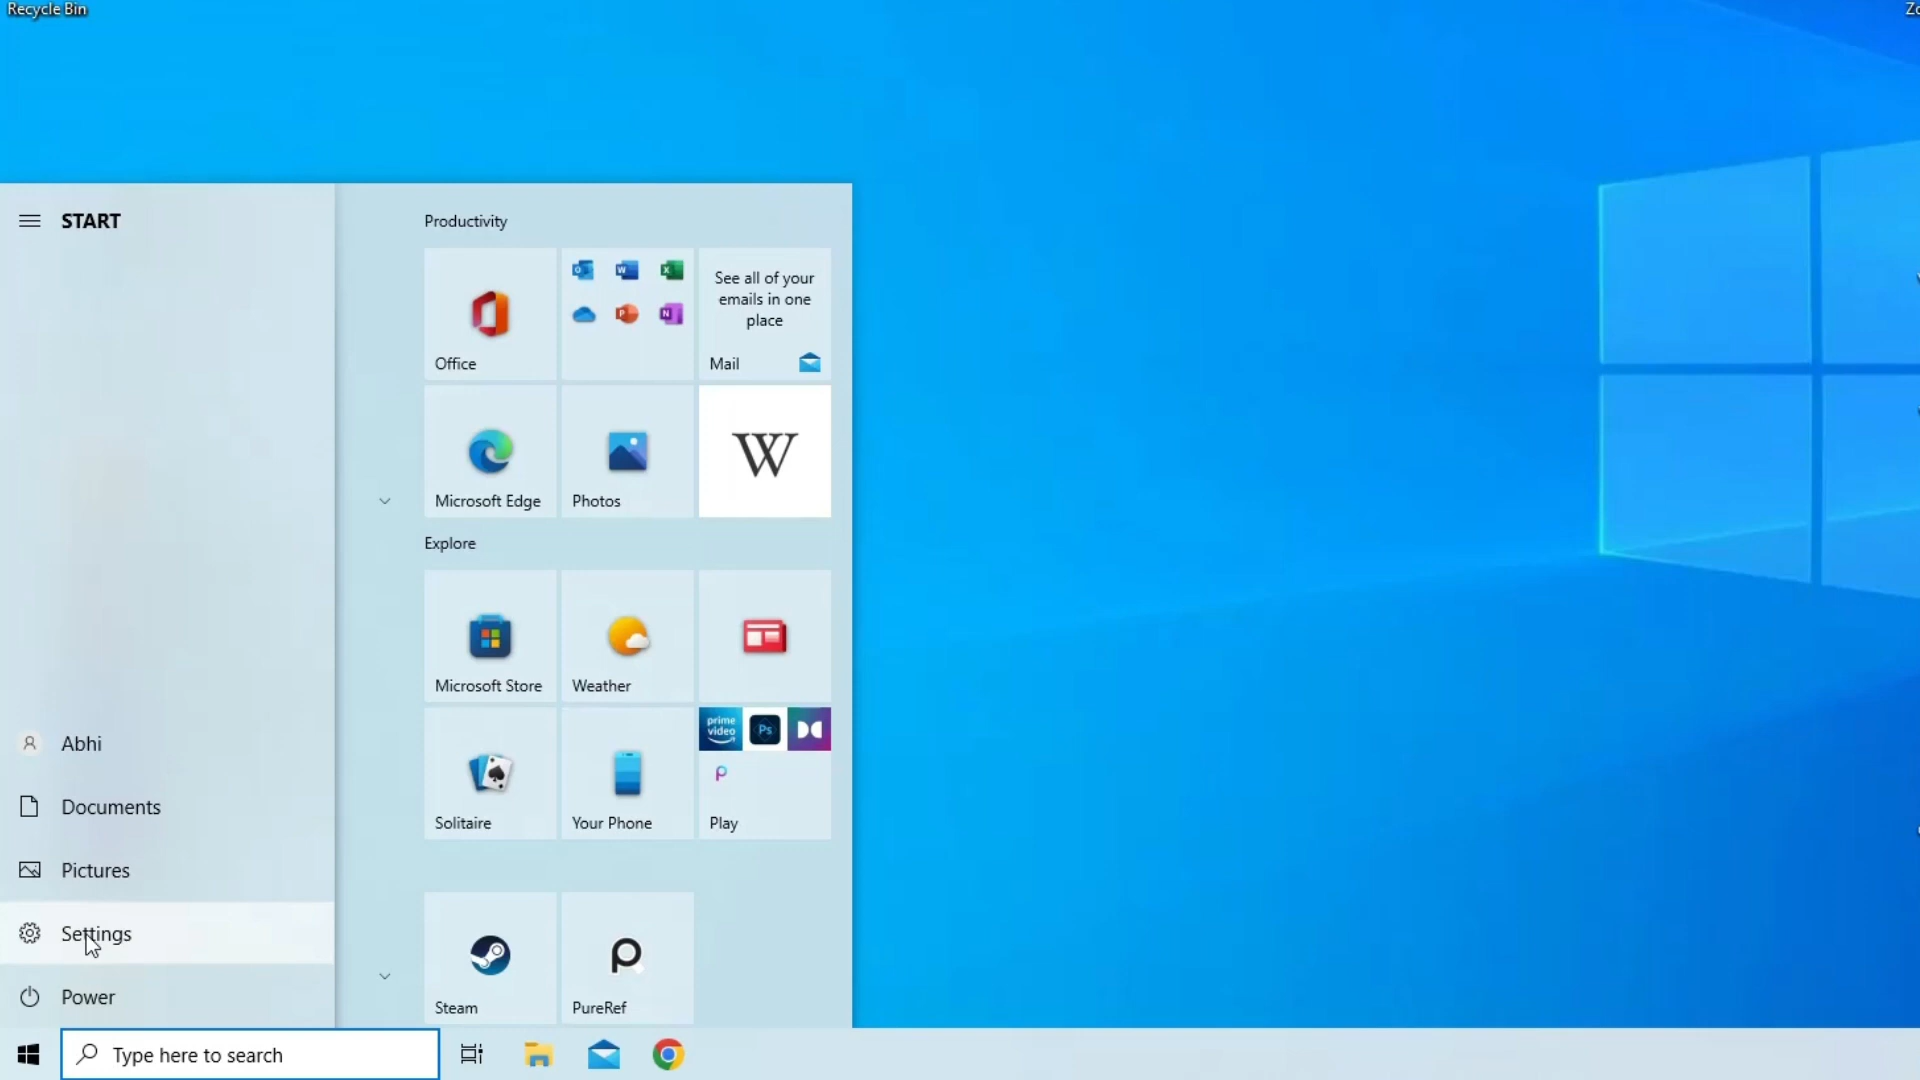 Recycle Bin
START
Productivity
Office
See all of your
emails in one
place
Mail
Microsoft Edge
Photos
W
Explore
Microsoft Store
Weather
prime
video
Ps
Solitaire
Your Phone
Play
Abhi
Documents
Pictures
Settings
Power
Steam
PureRef
Type here to search